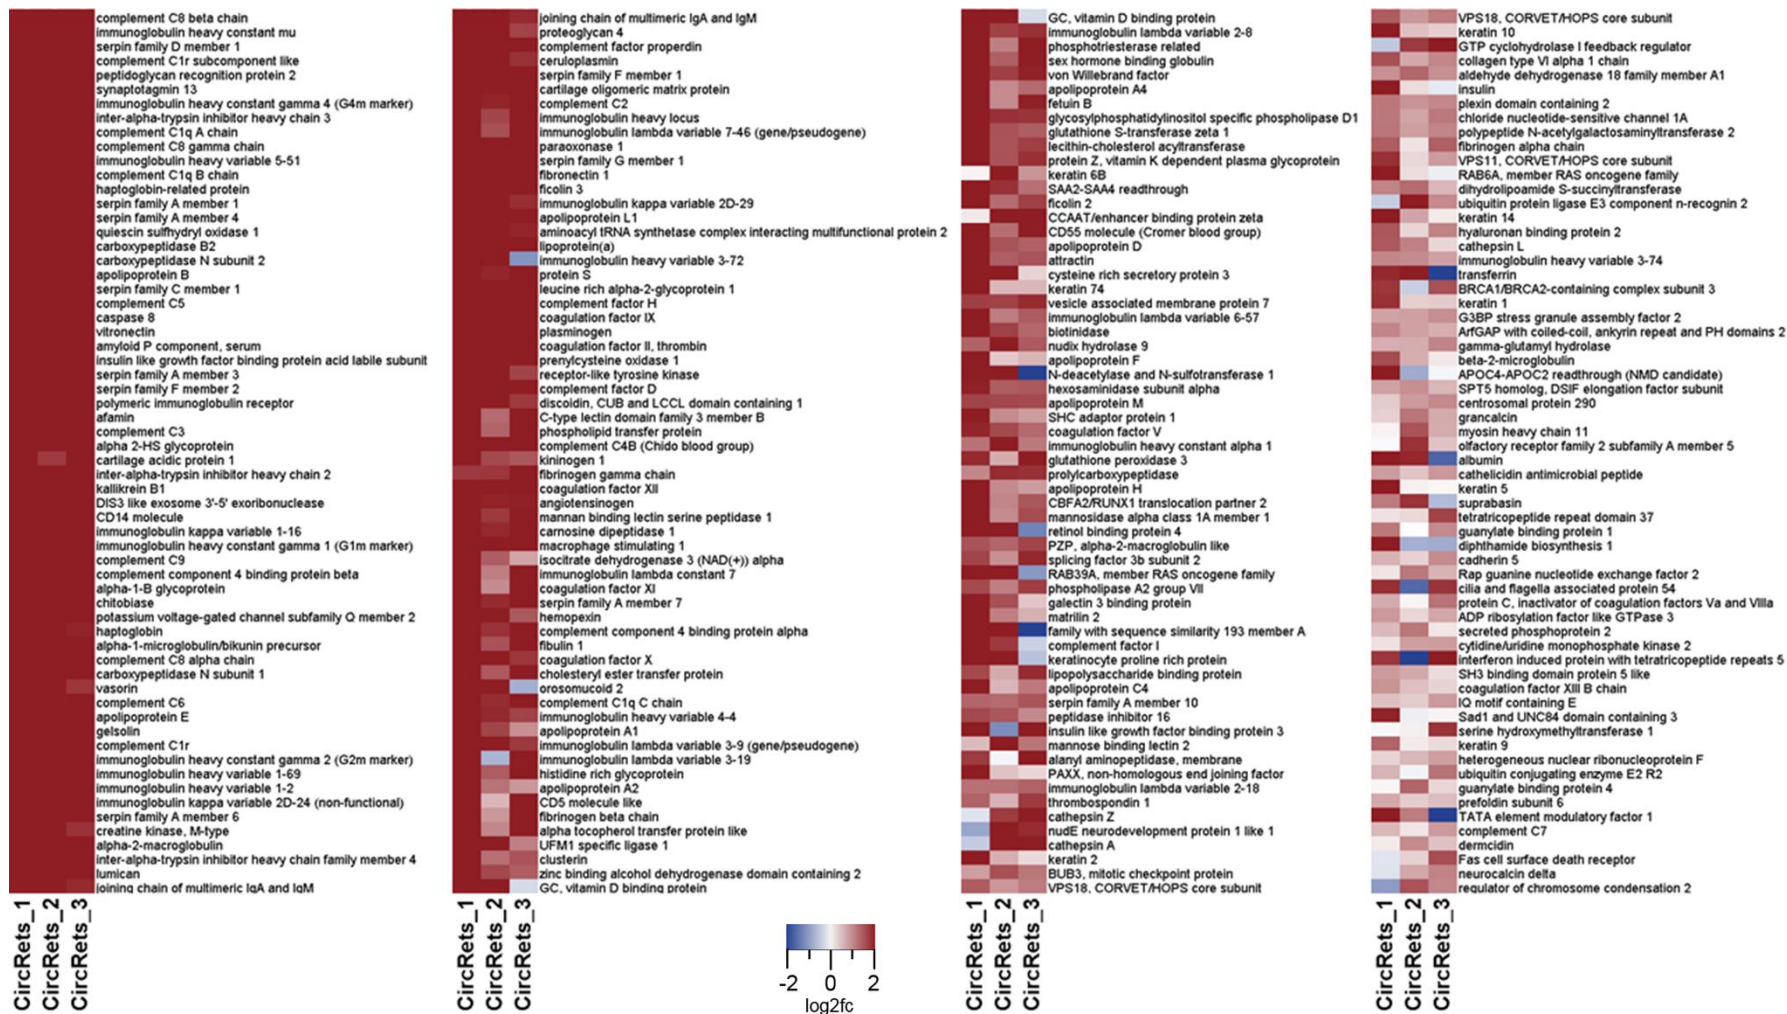 complement C8 beta chain
immunoglobulin heavy constant mu
serpin family D member 1
complement C1r subcomponent like
peptidoglycan recognition protein 2
synaptotagmin 13
immunoglobulin heavy constant gamma 4 (G4m marker)
inter-alpha-trypsin inhibitor heavy chain 3
complement C1q A chain
complement C8 gamma chain
immunoglobulin heavy variable 5-51
complement C1q B chain
haptoglobin-related protein
serpin family A member 1
serpin family A member 4
quiescin sulfhydryl oxidase 1
carboxypeptidase B2
carboxypeptidase N subunit 2
apolipoprotein B
serpin family C member 1
complement C5
caspase 8
vitronectin
amyloid P component, serum
insulin like growth factor binding protein acid labile subunit
serpin family A member 3
serpin family F member 2
polymeric immunoglobulin receptor
afamin
complement C3
alpha 2-HS glycoprotein
cartilage acidic protein 1
inter-alpha-trypsin inhibitor heavy chain 2
kallikrein B1
DIS3 like exosome 3'-5' exoribonuclease
CD14 molecule
immunoglobulin kappa variable 1-16
immunoglobulin heavy constant gamma 1 (G1m marker)
complement C9
complement component 4 binding protein beta
alpha-1-B glycoprotein
chitobiase
potassium voltage-gated channel subfamily Q member 2
haptoglobin
alpha-1-microglobulin/bikunin precursor
complement C8 alpha chain
carboxypeptidase N subunit 1
vasorin
complement C6
apolipoprotein E
gelsolin
complement C1r
immunoglobulin heavy constant gamma 2 (G2m marker)
immunoglobulin heavy variable 1-69
immunoglobulin heavy variable 1-2
immunoglobulin kappa variable 2D-24 (non-functional)
serpin family A member 6
creatine kinase, M-type
alpha-2-macroglobulin
inter-alpha-trypsin inhibitor heavy chain family member 4
lumican
joining chain of multimeric IgA and IgM
CircRets_1
CircRets_2
CircRets_3
joining chain of multimeric IgA and IgM
proteoglycan 4
complement factor properdin
ceruloplasmin
serpin family F member 1
cartilage oligomeric matrix protein
complement C2
immunoglobulin heavy locus
immunoglobulin lambda variable 7-46 (gene/pseudogene)
paraoxonase 1
serpin family G member 1
fibronectin 1
ficolin 3
immunoglobulin kappa variable 2D-29
apolipoprotein L1
aminoacyl tRNA synthetase complex interacting multifunctional protein 2
lipoprotein(a)
immunoglobulin heavy variable 3-72
protein S
leucine rich alpha-2-glycoprotein 1
complement factor H
coagulation factor IX
plasminogen
coagulation factor II, thrombin
prenylcysteine oxidase 1
receptor-like tyrosine kinase
complement factor D
discoidin, CUB and LCCL domain containing 1
C-type lectin domain family 3 member B
phospholipid transfer protein
complement C4B (Chido blood group)
kininogen 1
fibrinogen gamma chain
coagulation factor XII
angiotensinogen
mannan binding lectin serine peptidase 1
carnosine dipeptidase 1
macrophage stimulating 1
isocitrate dehydrogenase 3 (NAD(+)) alpha
immunoglobulin lambda constant 7
coagulation factor XI
serpin family A member 7
hemopexin
complement component 4 binding protein alpha
fibulin 1
coagulation factor X
cholesteryl ester transfer protein
orosomucoid 2
complement C1q C chain
immunoglobulin heavy variable 4-4
apolipoprotein A1
immunoglobulin lambda variable 3-9 (gene/pseudogene)
immunoglobulin lambda variable 3-19
histidine rich glycoprotein
apolipoprotein A2
CD5 molecule like
fibrinogen beta chain
alpha tocopherol transfer protein like
UFM1 specific ligase 1
clusterin
zinc binding alcohol dehydrogenase domain containing 2
GC, vitamin D binding protein
CircRets_1
CircRets_2
CircRets_3
-2 0 2
log2fc
GC, vitamin D binding protein
immunoglobulin lambda variable 2-8
phosphotriesterase related
sex hormone binding globulin
von Willebrand factor
apolipoprotein A4
fetuin B
glycosylphosphatidylinositol specific phospholipase D1
glutathione S-transferase zeta 1
lecithin-cholesterol acyltransferase
protein Z, vitamin K dependent plasma glycoprotein
keratin 6B
SAA2-SAA4 readthrough
ficolin 2
CCAAT/enhancer binding protein zeta
CD55 molecule (Cromer blood group)
apolipoprotein D
attractin
cysteine rich secretory protein 3
keratin 74
vesicle associated membrane protein 7
immunoglobulin lambda variable 6-57
biotinidase
nudix hydrolase 9
apolipoprotein F
N-deacetylase and N-sulfotransferase 1
hexosaminidase subunit alpha
apolipoprotein M
SHC adaptor protein 1
coagulation factor V
immunoglobulin heavy constant alpha 1
glutathione peroxidase 3
prolylcarboxypeptidase
apolipoprotein H
CBFA2/RUNX1 translocation partner 2
mannosidase alpha class 1A member 1
retinol binding protein 4
PZP, alpha-2-macroglobulin like
splicing factor 3b subunit 2
RAB39A, member RAS oncogene family
phospholipase A2 group VII
galectin 3 binding protein
matrilin 2
family with sequence similarity 193 member A
complement factor I
keratinocyte proline rich protein
lipopolysaccharide binding protein
apolipoprotein C4
serpin family A member 10
peptidase inhibitor 16
insulin like growth factor binding protein 3
mannose binding lectin 2
alanyl aminopeptidase, membrane
PAXX, non-homologous end joining factor
immunoglobulin lambda variable 2-18
thrombospondin 1
cathepsin Z
nudE neurodevelopment protein 1 like 1
cathepsin A
keratin 2
BUB3, mitotic checkpoint protein
VPS18, CORVET/HOPS core subunit
CircRets_1
CircRets_2
CircRets_3
VPS18, CORVET/HOPS core subunit
keratin 10
GTP cyclohydrolase I feedback regulator
collagen type VI alpha 1 chain
aldehyde dehydrogenase 18 family member A1
insulin
plexin domain containing 2
chloride nucleotide-sensitive channel 1A
polypeptide N-acetylgalactosaminyltransferase 2
fibrinogen alpha chain
VPS11, CORVET/HOPS core subunit
RAB6A, member RAS oncogene family
dihydrolipoamide S-succinyltransferase
ubiquitin protein ligase E3 component n-recognin 2
keratin 14
hyaluronan binding protein 2
cathepsin L
immunoglobulin heavy variable 3-74
transferrin
BRCA1/BRCA2-containing complex subunit 3
keratin 1
G3BP stress granule assembly factor 2
ArfGAP with coiled-coil, ankyrin repeat and PH domains 2
gamma-glutamyl hydrolase
beta-2-microglobulin
APOC4-APOC2 readthrough (NMD candidate)
SPT5 homolog, DSIF elongation factor subunit
centrosomal protein 290
grancalcin
myosin heavy chain 11
olfactory receptor family 2 subfamily A member 5
albumin
cathelicidin antimicrobial peptide
keratin 5
suprabasin
tetratricopeptide repeat domain 37
guanylate binding protein 1
diphthamide biosynthesis 1
cadherin 5
Rap guanine nucleotide exchange factor 2
cilia and flagella associated protein 54
protein C, inactivator of coagulation factors Va and VIIIa
ADP ribosylation factor like GTPase 3
secreted phosphoprotein 2
cytidine/uridine monophosphate kinase 2
interferon induced protein with tetratricopeptide repeats 5
SH3 binding domain protein 5 like
coagulation factor XIII B chain
IQ motif containing E
Sad1 and UNC84 domain containing 3
serine hydroxymethyltransferase 1
keratin 9
heterogeneous nuclear ribonucleoprotein F
ubiquitin conjugating enzyme E2 R2
guanylate binding protein 4
prefoldin subunit 6
TATA element modulatory factor 1
complement C7
dermcidin
Fas cell surface death receptor
neurocalcin delta
regulator of chromosome condensation 2
CircRets_1
CircRets_2
CircRets_3